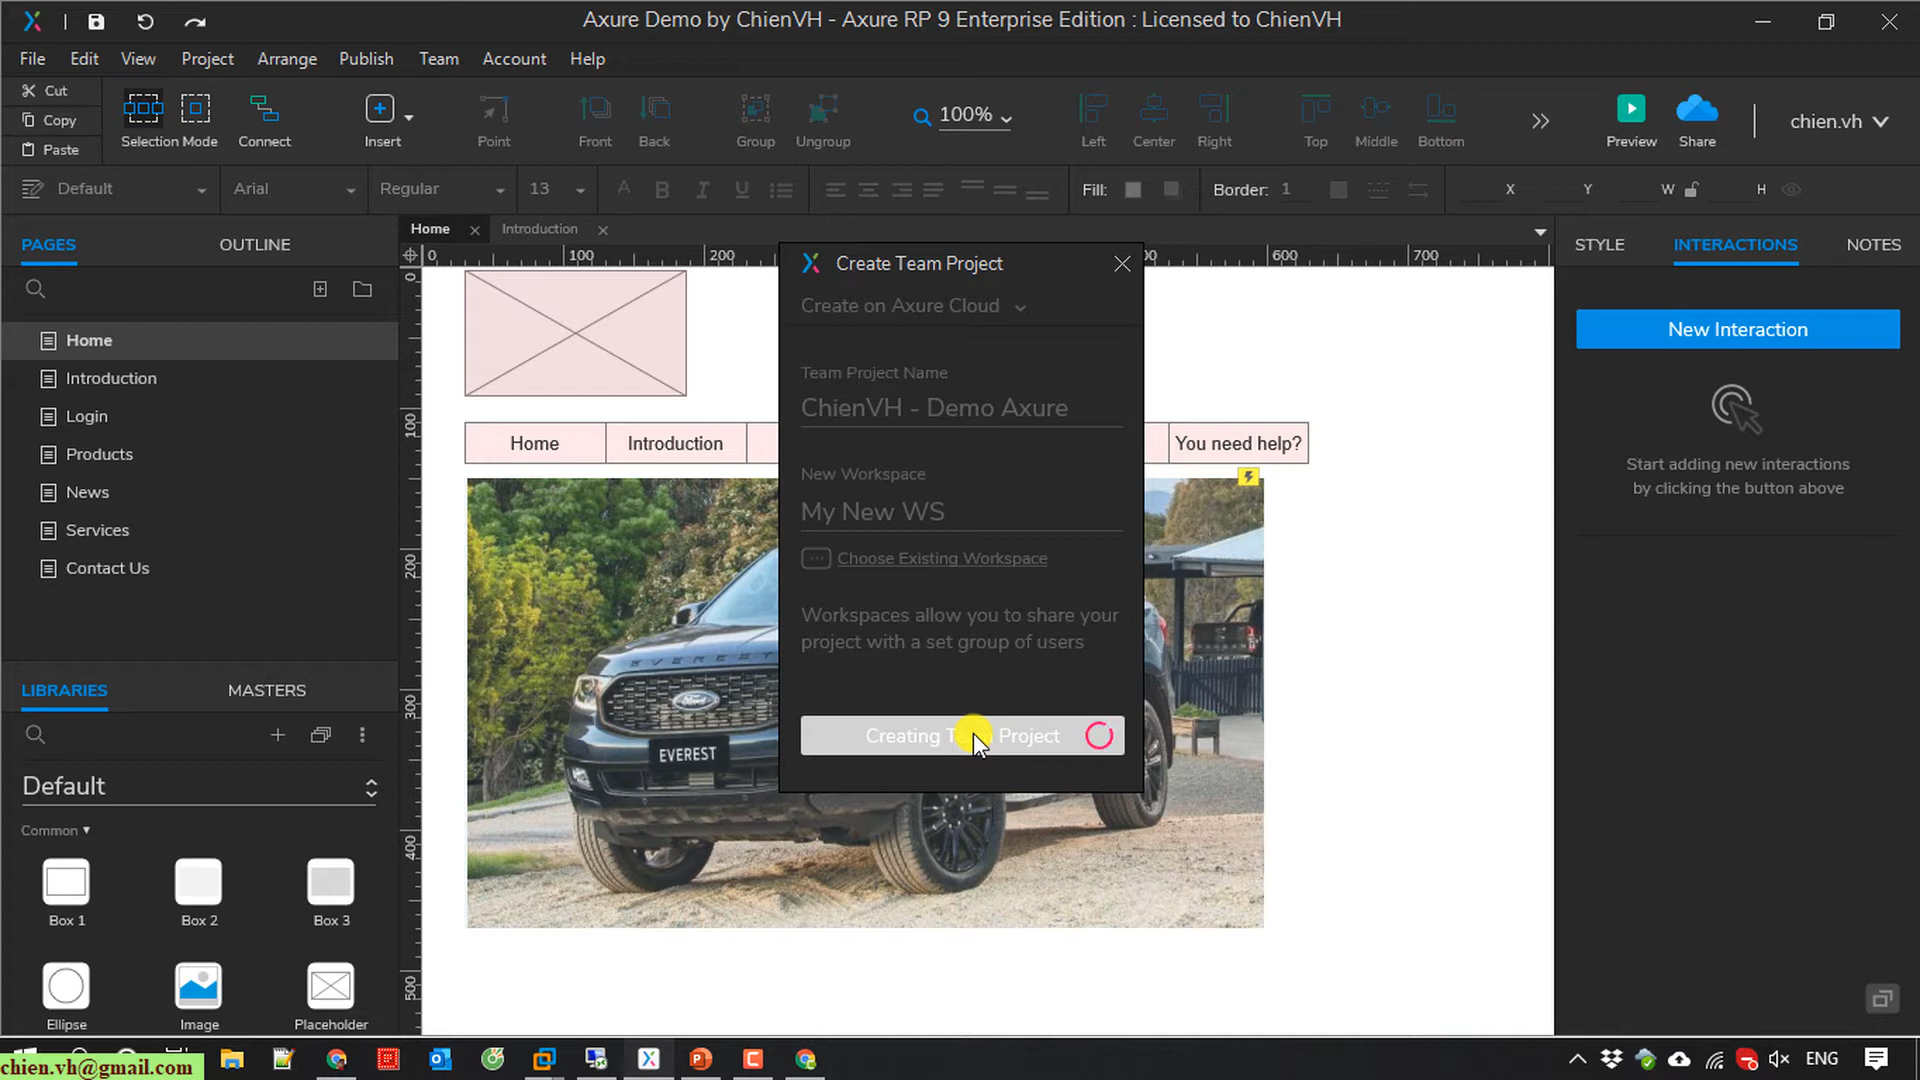 Axure Demo by ChienVH - Axure RP 9 Enterprise Edition : Licensed to ChienVH
File Edit View Project Arrange Publish Team Account Help
Cut
Copy
Paste
Selection Mode
Connect
Insert
Point
Front
Back
Group
Ungroup
100%
Left
Center
Right
Top
Middle
Bottom
Preview
Share
chien.vh
Default
Arial
Regular
13
Fill:
Border: 1
X
Y
W
H
PAGES
OUTLINE
Home
Introduction
Login
Products
News
Services
Contact Us
LIBRARIES
MASTERS
Default
Common
Box 1
Box 2
Box 3
Ellipse
Image
Placeholder
Home
Introduction
0 100 200 00 600 700
0
100
200
300
400
500
Home
Introduction
You need help?
EVEREST
Ford
EVEREST
Create Team Project
Create on Axure Cloud
Team Project Name
ChienVH - Demo Axure
New Workspace
My New WS
Choose Existing Workspace
Workspaces allow you to share your
project with a set group of users
Creating T Project
STYLE
INTERACTIONS
NOTES
New Interaction
Start adding new interactions
by clicking the button above
chien.vh@gmail.com
ENG